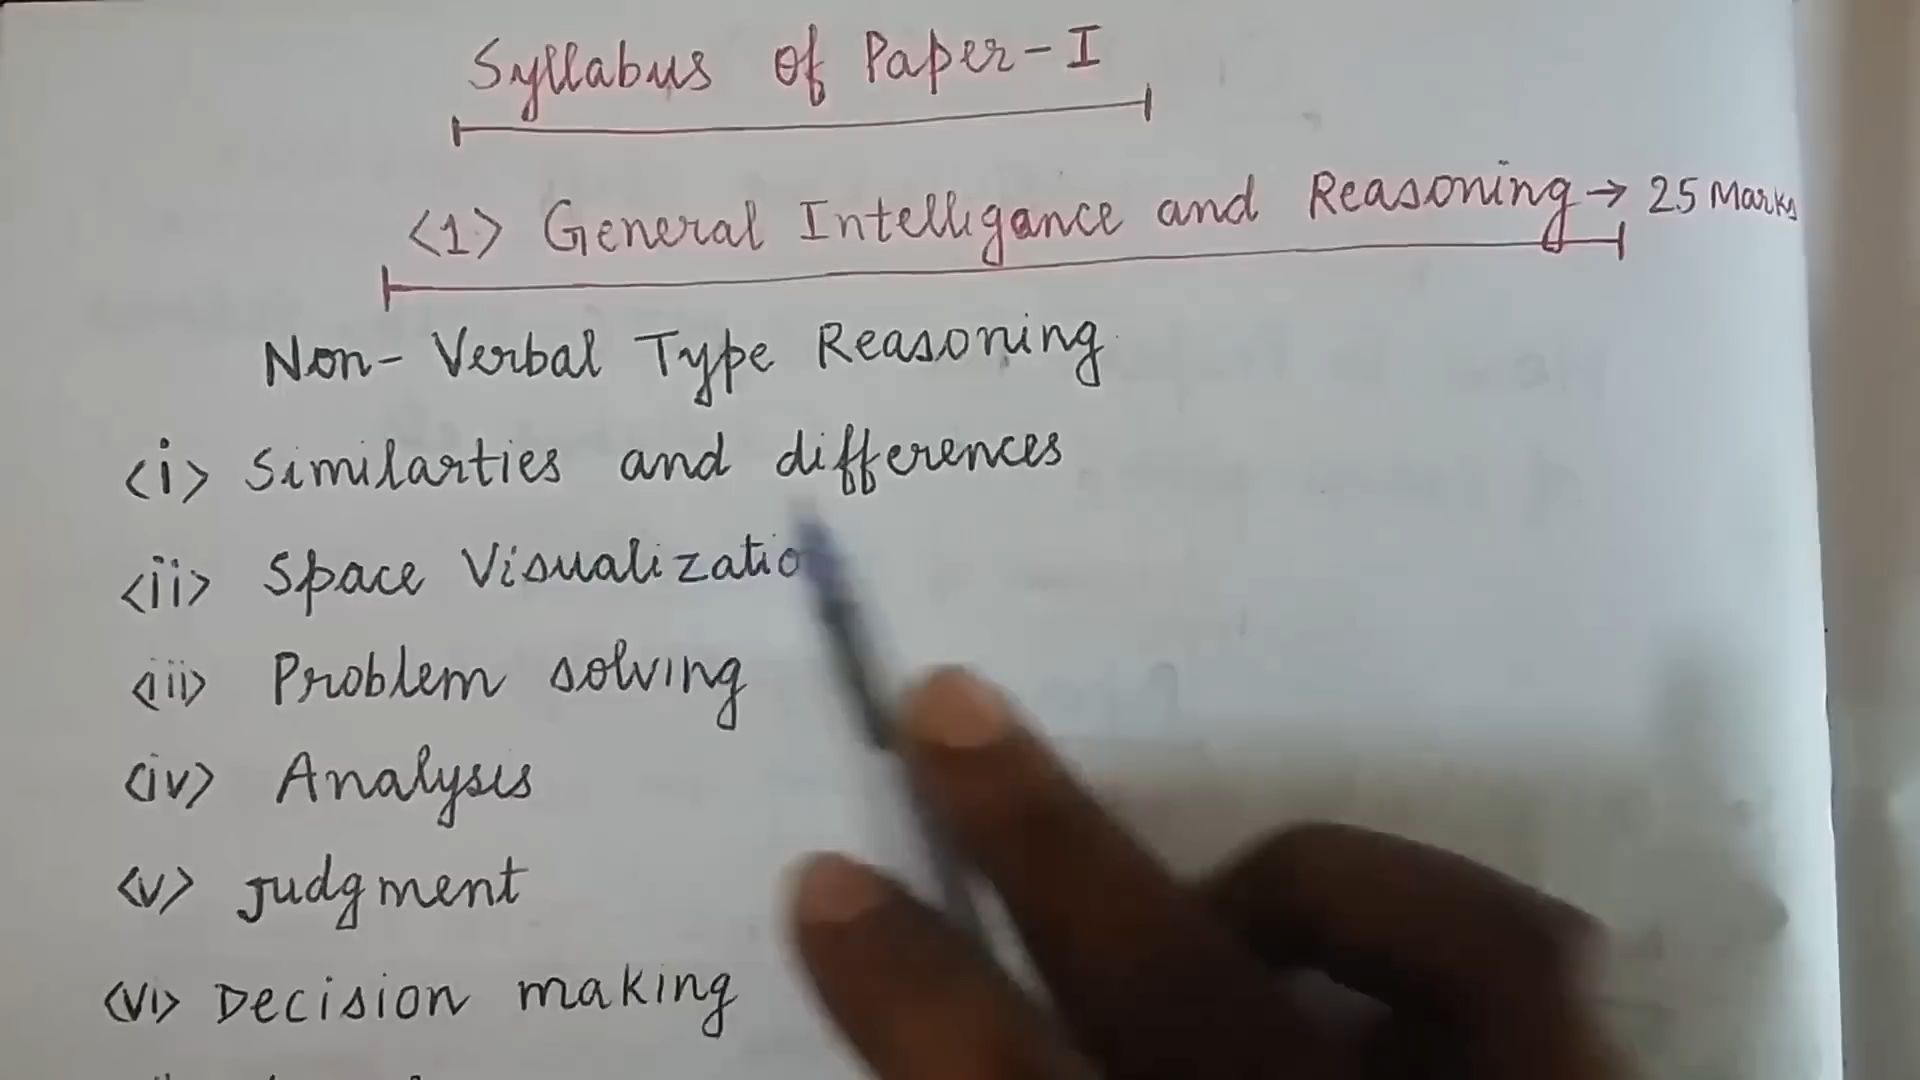 Syllabus of Paper-I
<1> General Intelligance and Reasoning → 25 Marks
Non-Verbal Type Reasoning
<i> Similarties and differences
<ii> Space Visualizatio
<iii> Problem solving
<iv> Analysis
<v> Judgment
<vi> Decision making